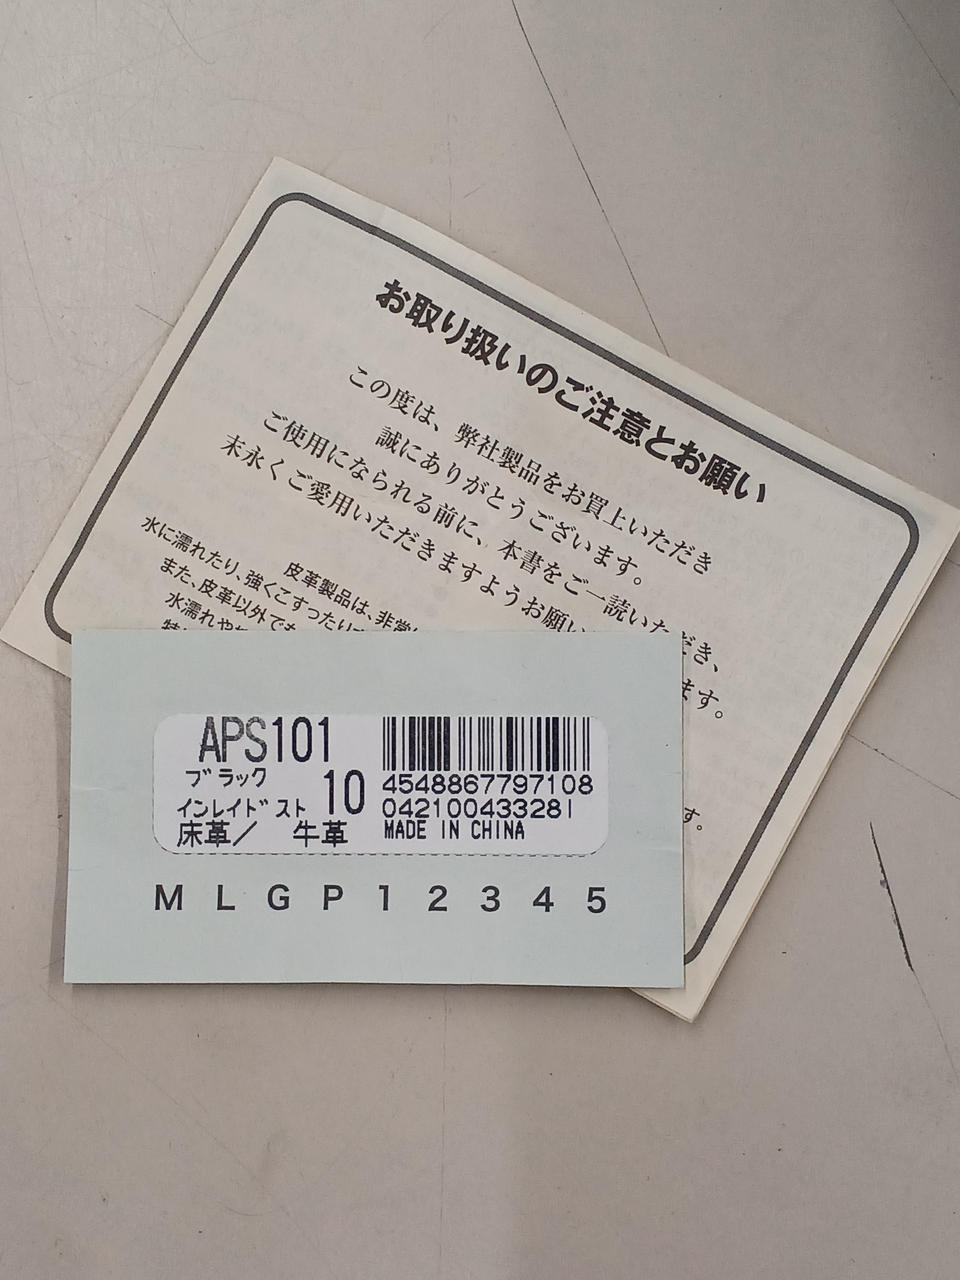 お取り扱いのご注意とお願い
この度は、弊社製品をお買上いただき
誠にありがとうございます。
ご使用になられる前に、本書をご一読いただき、
末永くご愛用いただきますようお願い
ます。
皮革製品は、非常
水に濡れたり、強くこすったり
また、皮革以外でも
水濡れや
す。
APS101
ブラック
インレイドスト 10
床革/ 牛革
4548867797108
042100433281
MADE IN CHINA
M L G P 1 2 3 4 5